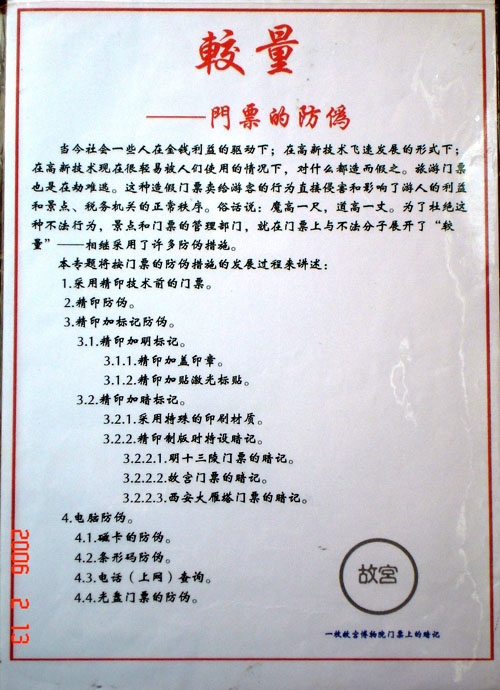 較量
——門票的防僞
当今社会一些人在金钱利益的驱动下；在高新技术飞速发展的形式下；
在高新技术现在很轻易被人们使用的情况下，对什么都造而假之。旅游门票
也是在劫难逃。这种造假门票卖给游客的行为直接侵害和影响了游人的利益
和景点、税务机关的正常秩序。俗话说：魔高一尺，道高一丈。为了杜绝这
种不法行为，景点和门票的管理部门，就在门票上与不法分子展开了“较
量”——相继采用了许多防伪措施。
本专题将按门票的防伪措施的发展过程来讲述：
1.采用精印技术前的门票。
2.精印防伪。
3.精印加标记防伪。
3.1.精印加明标记。
3.1.1.精印加盖印章。
3.1.2.精印加贴激光标贴。
3.2.精印加暗标记。
3.2.1.采用特殊的印刷材质。
3.2.2.精印制版时特设暗记。
3.2.2.1.明十三陵门票的暗记。
3.2.2.2.故宫门票的暗记。
3.2.2.3.西安大雁塔门票的暗记。
4.电脑防伪。
4.1.磁卡的防伪。
4.2.条形码防伪。
4.3.电话（上网）查询。
4.4.光盘门票的防伪。
故宫
一枚故宫博物院门票上的暗记
2006 2 13